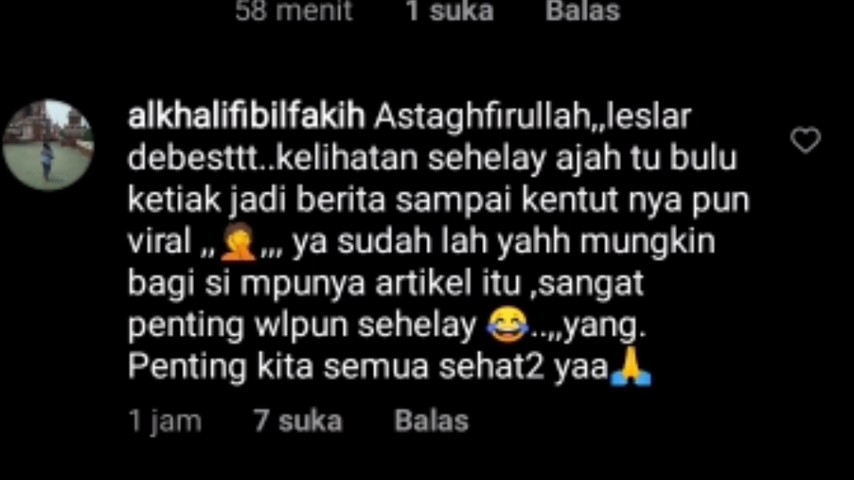 58 menit 1 suka Balas
alkhalifibilfakih Astaghfirullah,,leslar
debesttt..kelihatan sehelay ajah tu bulu
ketiak jadi berita sampai kentut nya pun
viral ,,🤦,,, ya sudah lah yahh mungkin
bagi si mpunya artikel itu ,sangat
penting wlpun sehelay 😂..,,yang.
Penting kita semua sehat2 yaa🙏
1 jam 7 suka Balas